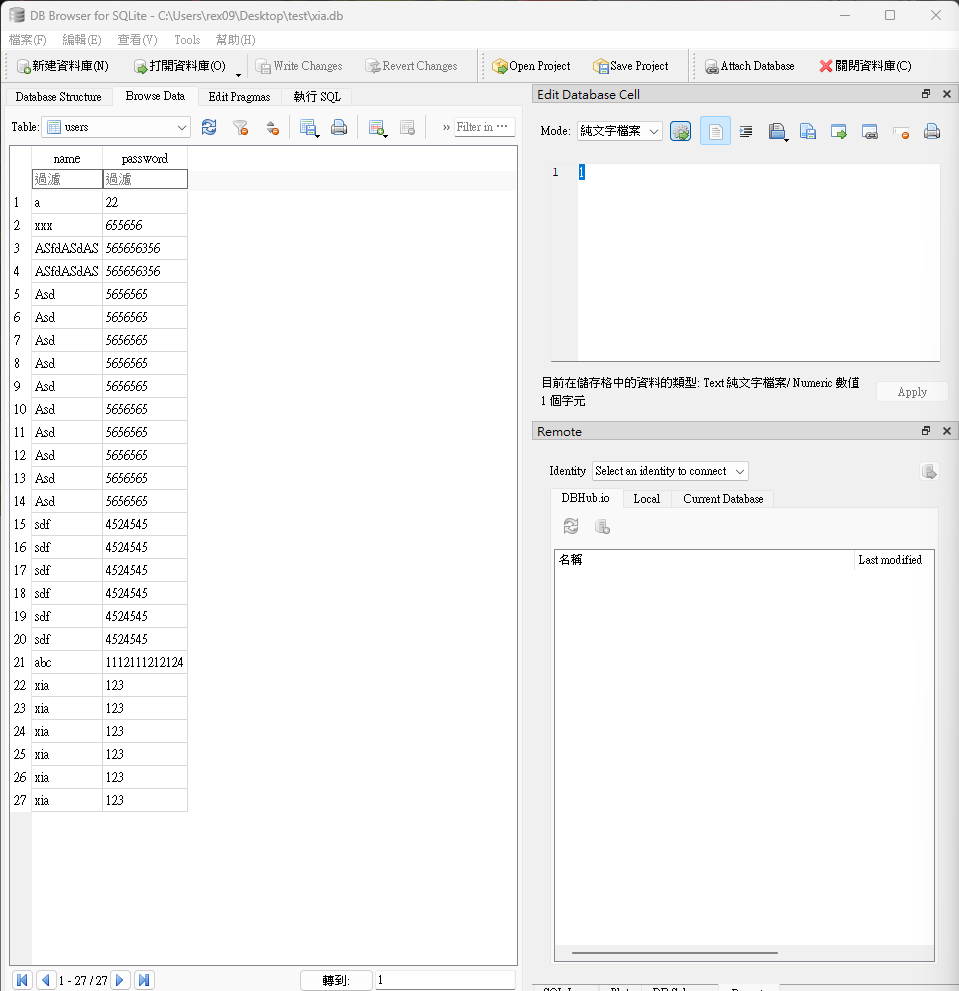 DB Browser for SQLite - C:\Users\rex09\Desktop\test\xia.db
檔案(F) 編輯(E) 查看(V) Tools 幫助(H)
新建資料庫(N) 打開資料庫(O) Write Changes Revert Changes Open Project Save Project Attach Database 關閉資料庫(C)
Database Structure Browse Data Edit Pragmas 執行 SQL
Table: users » Filter in ···
name password
過濾 過濾
1 a 22
2 xxx 655656
3 ASfdASdAS 565656356
4 ASfdASdAS 565656356
5 Asd 5656565
6 Asd 5656565
7 Asd 5656565
8 Asd 5656565
9 Asd 5656565
10 Asd 5656565
11 Asd 5656565
12 Asd 5656565
13 Asd 5656565
14 Asd 5656565
15 sdf 4524545
16 sdf 4524545
17 sdf 4524545
18 sdf 4524545
19 sdf 4524545
20 sdf 4524545
21 abc 1112111212124
22 xia 123
23 xia 123
24 xia 123
25 xia 123
26 xia 123
27 xia 123
1 - 27 / 27 轉到: 1
Edit Database Cell
Mode: 純文字檔案
1 1
目前在儲存格中的資料的類型: Text 純文字檔案/ Numeric 數值
1 個字元
Apply
Remote
Identity Select an identity to connect
DBHub.io Local Current Database
名稱 Last modified